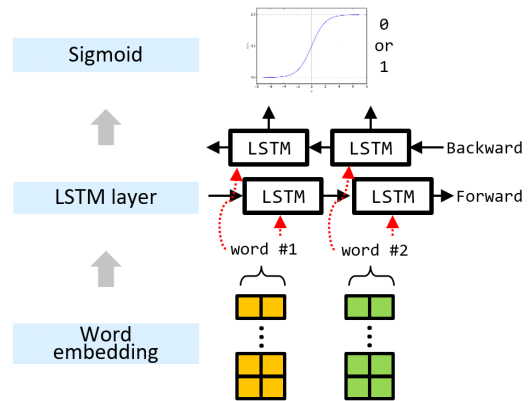 Sigmoid
0
or
1
LSTM
LSTM
Backward
LSTM layer
LSTM
LSTM
Forward
word #1
word #2
Word
embedding